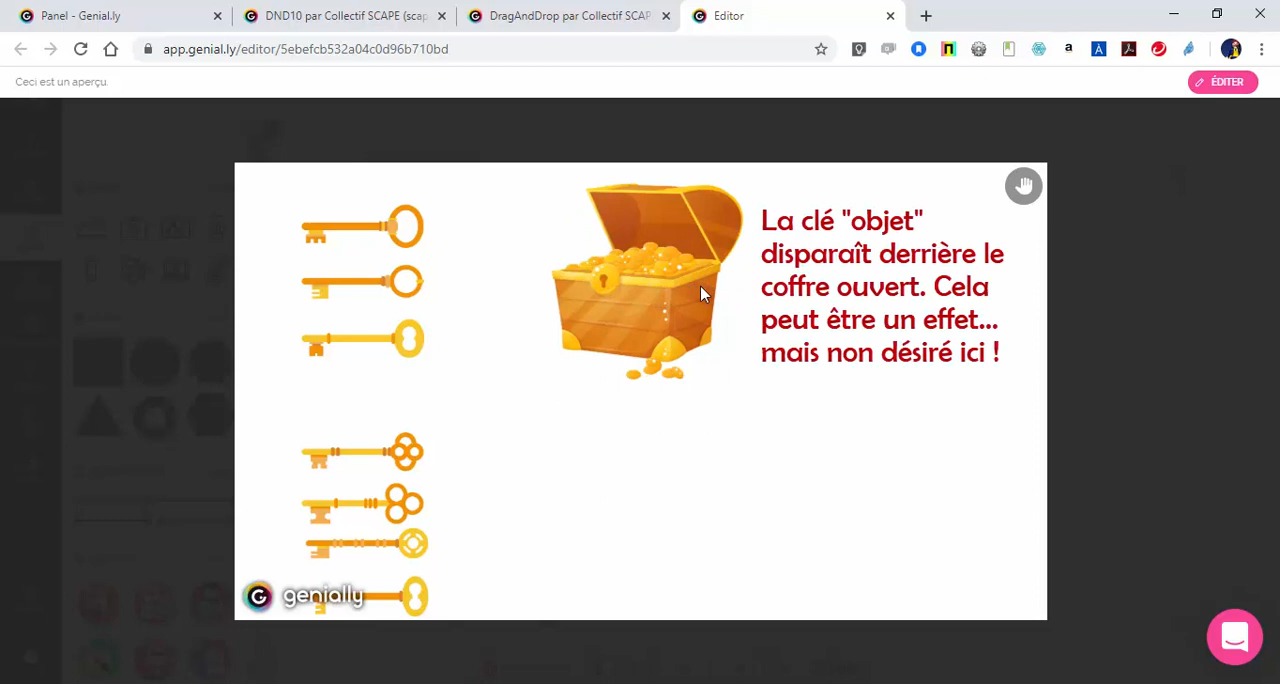 Panel - Genial.ly
DND10 par Collectif SCAPE (scap
DragAndDrop par Collectif SCAP
Editor
app.genial.ly/editor/5ebefcb532a04c0d96b710bd
Ceci est un aperçu.
ÉDITER
La clé "objet"
disparaît derrière le
coffre ouvert. Cela
peut être un effet...
mais non désiré ici !
genially